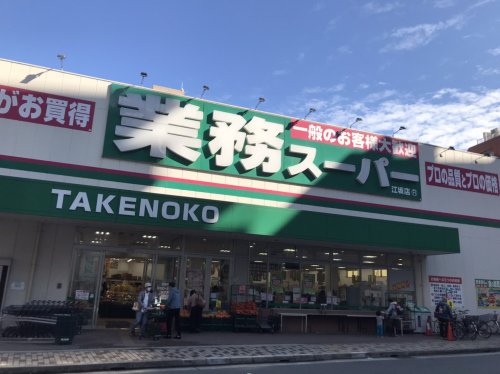 がお買得
業務スーパー
一般のお客様大歓迎
江坂店
プロの品質とプロの価格
TAKENOKO